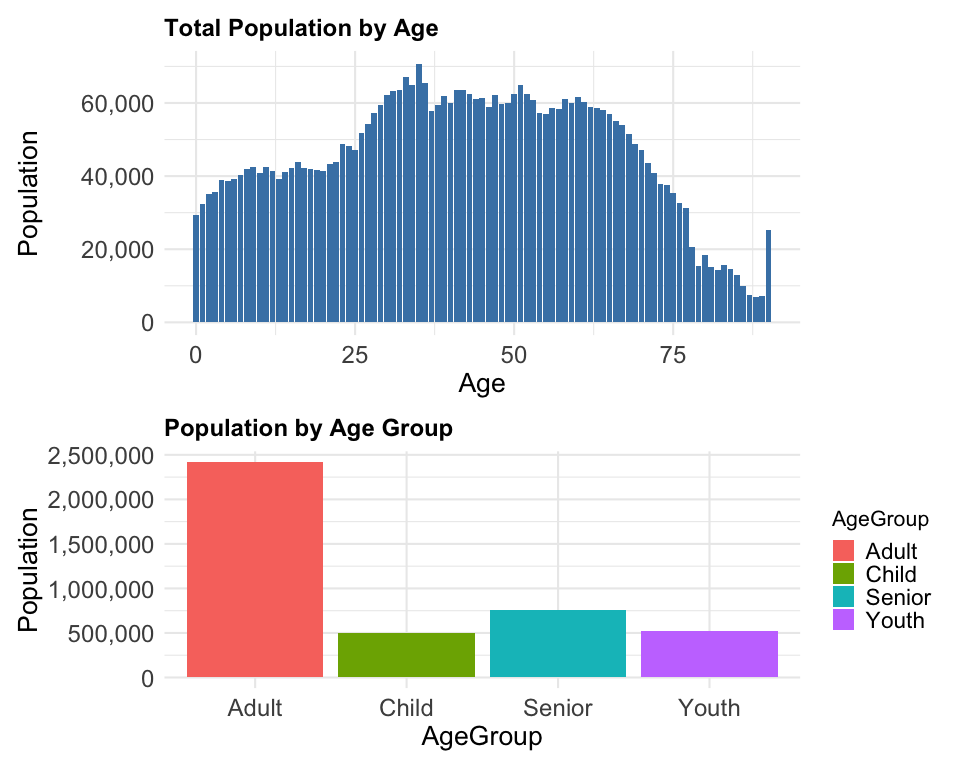 Total Population by Age
Population
60,000
40,000
20,000
0
0 25 50 75
Age
Population by Age Group
Population
2,500,000
2,000,000
1,500,000
1,000,000
500,000
0
Adult Child Senior Youth
AgeGroup
AgeGroup
Adult
Child
Senior
Youth